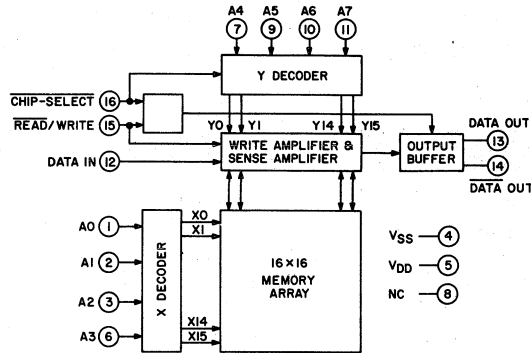 A4 A5 A6 A7
7 9 10 11
Y DECODER
CHIP-SELECT 16
READ/WRITE 15
Y0 Y1 Y14 Y15
DATA IN 12
WRITE AMPLIFIER &
SENSE AMPLIFIER
OUTPUT
BUFFER
DATA OUT
13
14
DATA OUT
A0 1
A1 2
A2 3
A3 6
X DECODER
X0
X1
X14
X15
16×16
MEMORY
ARRAY
VSS 4
VDD 5
NC 8